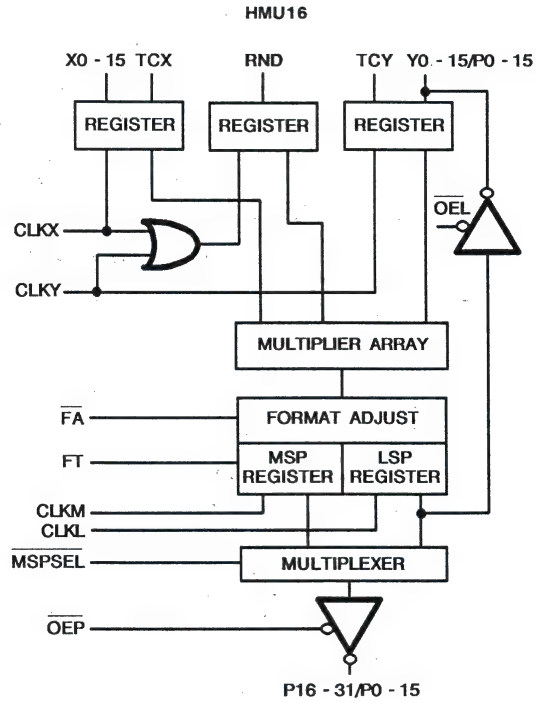 HMU16
X0 - 15 TCX RND TCY Y0 - 15/P0 - 15
REGISTER REGISTER REGISTER
OEL
CLKX
CLKY
MULTIPLIER ARRAY
FA
FORMAT ADJUST
FT
MSP REGISTER
LSP REGISTER
CLKM
CLKL
MSPSEL
MULTIPLEXER
OEP
P16 - 31/P0 - 15